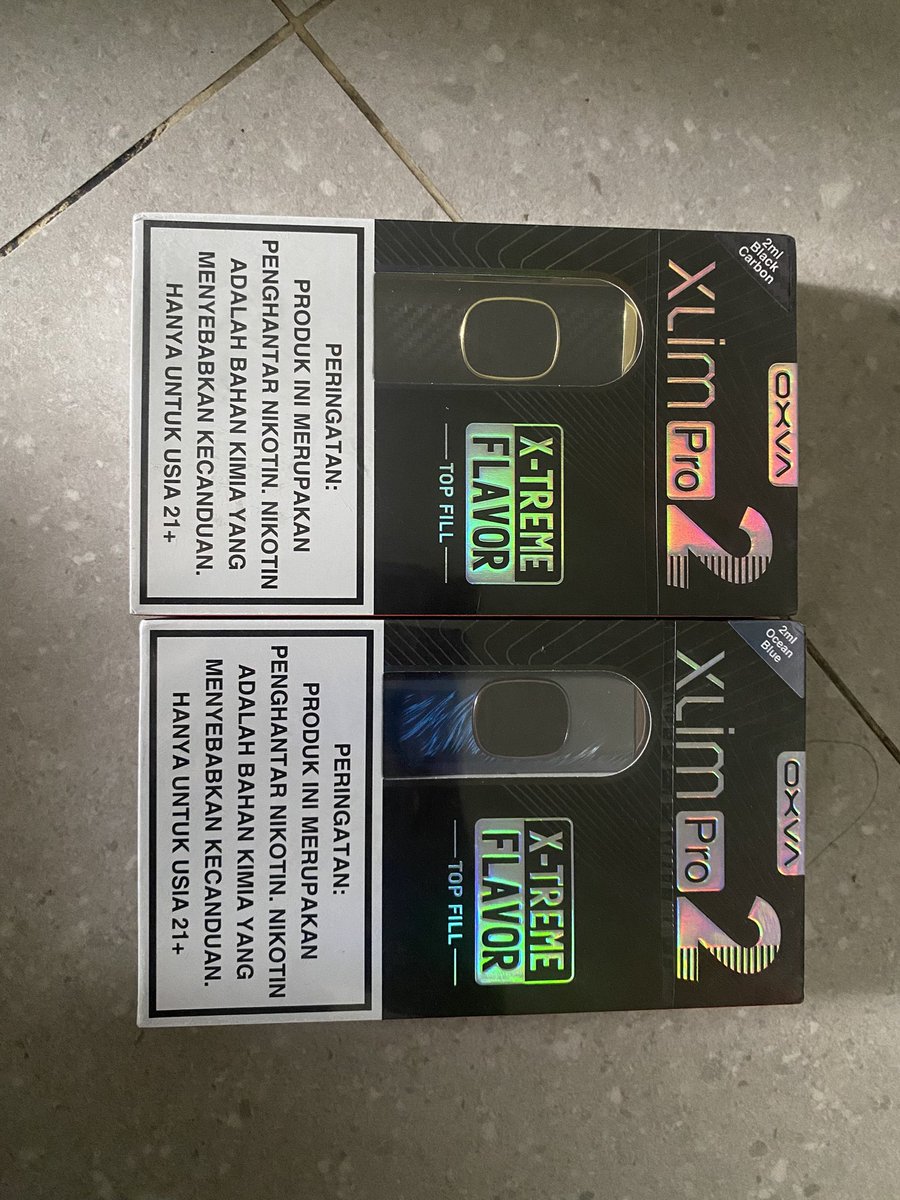 2ml
Black
Carbon
OXVA
XLIM Pro 2
X-TREME
FLAVOR
TOP FILL
PERINGATAN:
PRODUK INI MERUPAKAN
PENGHANTAR NIKOTIN. NIKOTIN
ADALAH BAHAN KIMIA YANG
MENYEBABKAN KECANDUAN.
HANYA UNTUK USIA 21+
2ml
Ocean
Blue
OXVA
XLIM Pro 2
X-TREME
FLAVOR
TOP FILL
PERINGATAN:
PRODUK INI MERUPAKAN
PENGHANTAR NIKOTIN. NIKOTIN
ADALAH BAHAN KIMIA YANG
MENYEBABKAN KECANDUAN.
HANYA UNTUK USIA 21+